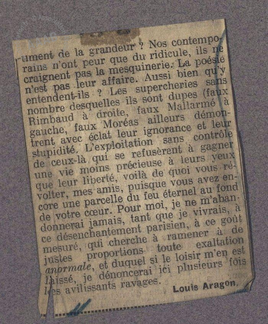 timent de la grandeur ? Nos contempo-
rains n'ont peur que du ridicule, ils ne
craignent pas la mesquinerie. La poésie
n'est pas leur affaire. Aussi bien qu'y
entendent-ils ? Les supercheries sans
nombre desquelles ils sont dupes (faux
Rimbaud à droite, faux Mallarmé à
gauche, faux Moréas ailleurs démon-
trent avec éclat leur ignorance et leur
stupidité. L'exploitation sans contrôle
de ceux-là qui se refusèrent à gagner
une vie moins précieuse à leurs yeux
que leur liberté, voilà de quoi vous ré-
volter, mes amis, puisque vous avez en-
core une parcelle du feu éternel au fond
de votre cœur. Pour moi, je ne m'aban-
donnerai jamais, tant que je vivrai, à
ce désenchantement parisien, à ce goût
mesuré, qui cherche à ramener à de
justes proportions toute exaltation
anormale, et duquel si le loisir m'en est
laissé, je dénoncerai ici plusieurs fois
les avilissants ravages.
Louis Aragon.